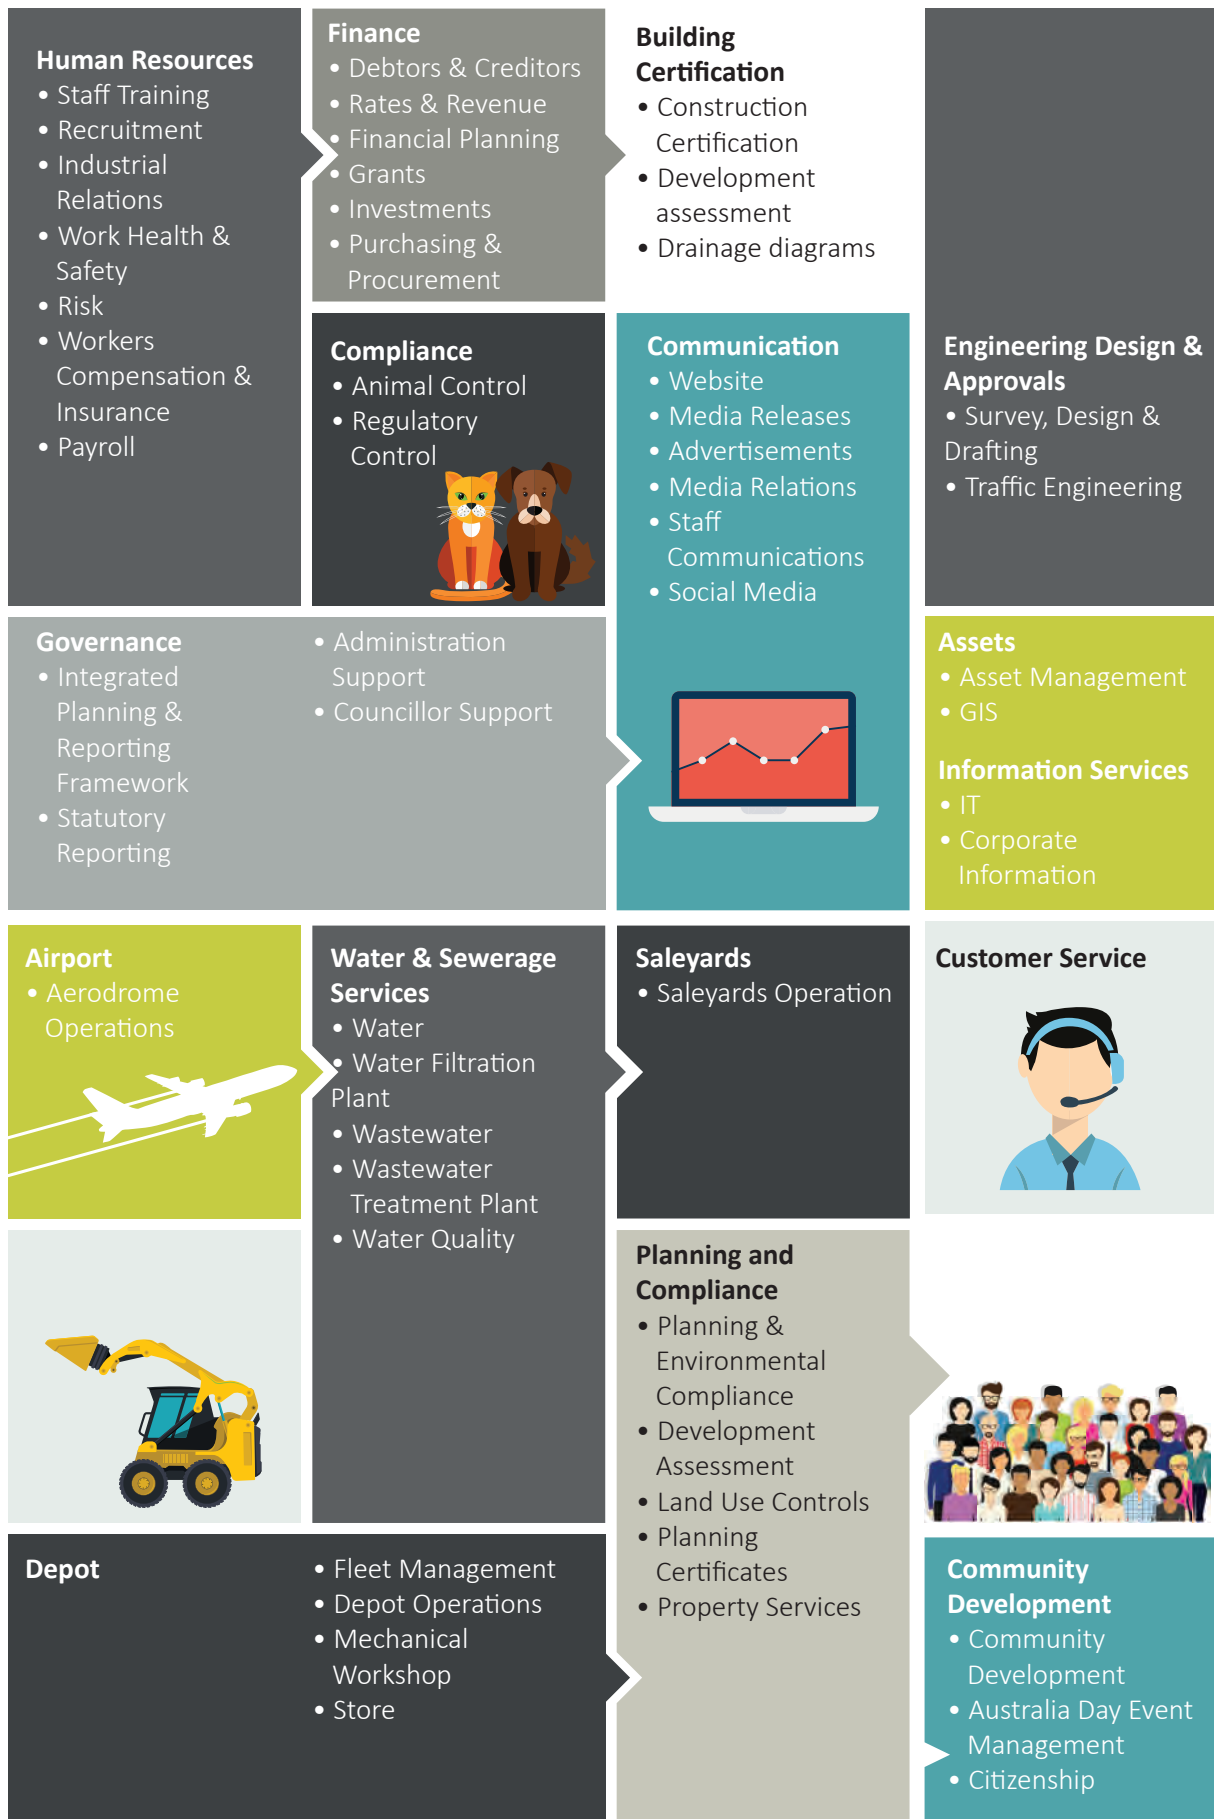 Human Resources
• Staff Training
• Recruitment
• Industrial
Relations
• Work Health &
Safety
• Risk
• Workers
Compensation &
Insurance
• Payroll
Finance
• Debtors & Creditors
• Rates & Revenue
• Financial Planning
• Grants
• Investments
• Purchasing &
Procurement
Building
Certification
• Construction
Certification
• Development
assessment
• Drainage diagrams
Compliance
• Animal Control
• Regulatory
Control
Communication
• Website
• Media Releases
• Advertisements
• Media Relations
• Staff
Communications
• Social Media
Engineering Design &
Approvals
• Survey, Design &
Drafting
• Traffic Engineering
Governance
• Integrated
Planning &
Reporting
Framework
• Statutory
Reporting
• Administration
Support
• Councillor Support
Assets
• Asset Management
• GIS
Information Services
• IT
• Corporate
Information
Airport
• Aerodrome
Operations
Water & Sewerage
Services
• Water
• Water Filtration
Plant
• Wastewater
• Wastewater
Treatment Plant
• Water Quality
Saleyards
• Saleyards Operation
Customer Service
Planning and
Compliance
• Planning &
Environmental
Compliance
• Development
Assessment
• Land Use Controls
• Planning
Certificates
• Property Services
Depot
• Fleet Management
• Depot Operations
• Mechanical
Workshop
• Store
Community
Development
• Community
Development
• Australia Day Event
Management
• Citizenship